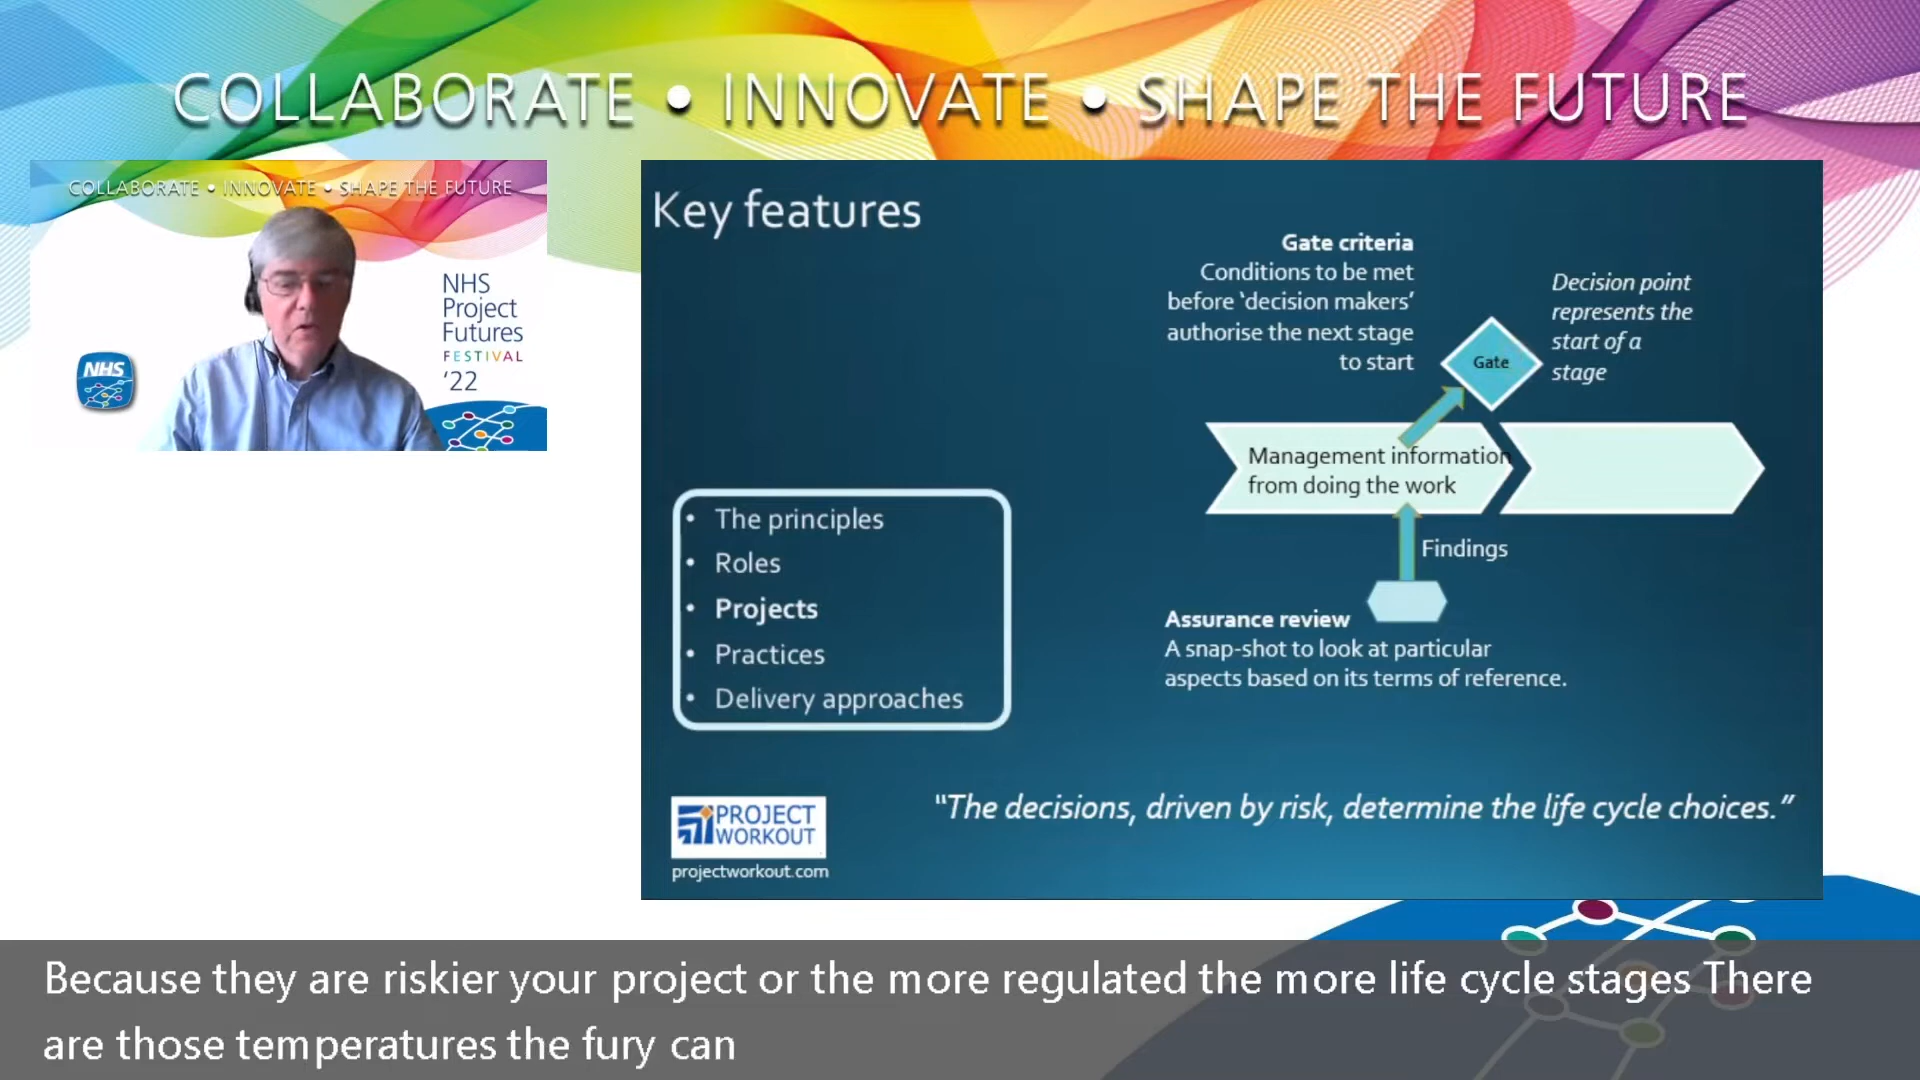 COLLABORATE • INNOVATE • SHAPE THE FUTURE
COLLABORATE • INNOVATE • SHAPE THE FUTURE
NHS
Project
Futures
FESTIVAL
'22
NHS
Key features
Gate criteria
Conditions to be met
before ‘decision makers’
authorise the next stage
to start
Gate
Decision point
represents the
start of a
stage
Management information
from doing the work
Findings
Assurance review
A snap-shot to look at particular
aspects based on its terms of reference.
• The principles
• Roles
• Projects
• Practices
• Delivery approaches
PROJECT
WORKOUT
projectworkout.com
"The decisions, driven by risk, determine the life cycle choices.”
Because they are riskier your project or the more regulated the more life cycle stages There
are those temperatures the fury can